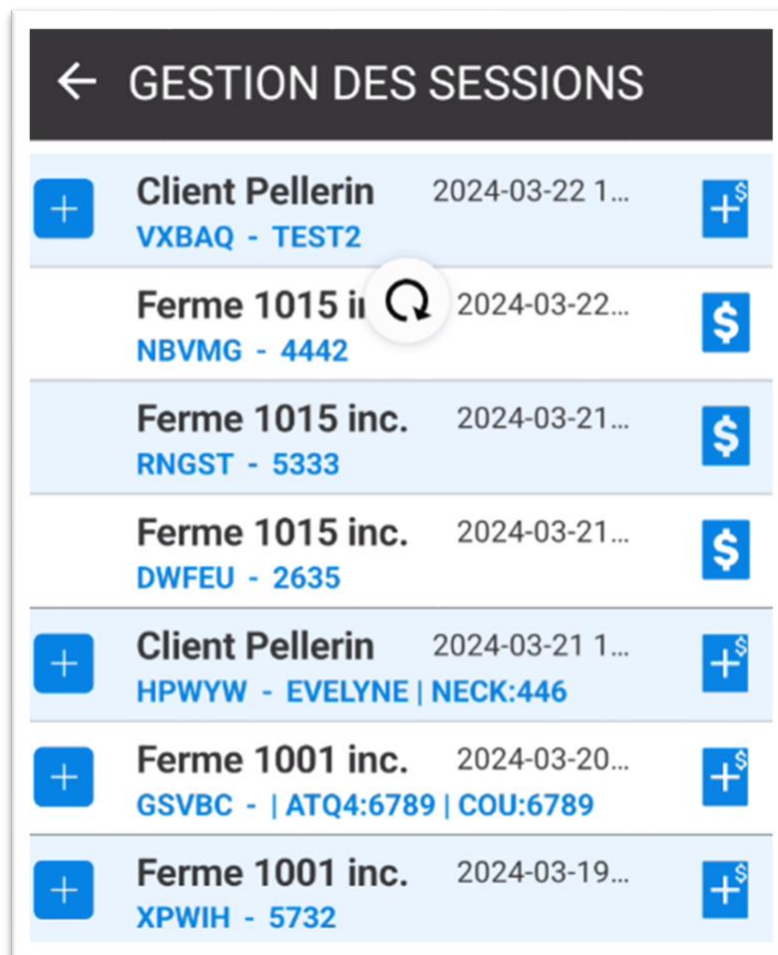 GESTION DES SESSIONS
Client Pellerin 2024-03-22 1...
VXBAQ - TEST2
Ferme 1015 2024-03-22...
NBVMG - 4442
Ferme 1015 inc. 2024-03-21...
RNGST - 5333
Ferme 1015 inc. 2024-03-21...
DWFEU - 2635
Client Pellerin 2024-03-21 1...
HPWYW - EVELYNE | NECK:446
Ferme 1001 inc. 2024-03-20...
GSVBC - | ATQ4:6789 | COU:6789
Ferme 1001 inc. 2024-03-19...
XPWIH - 5732